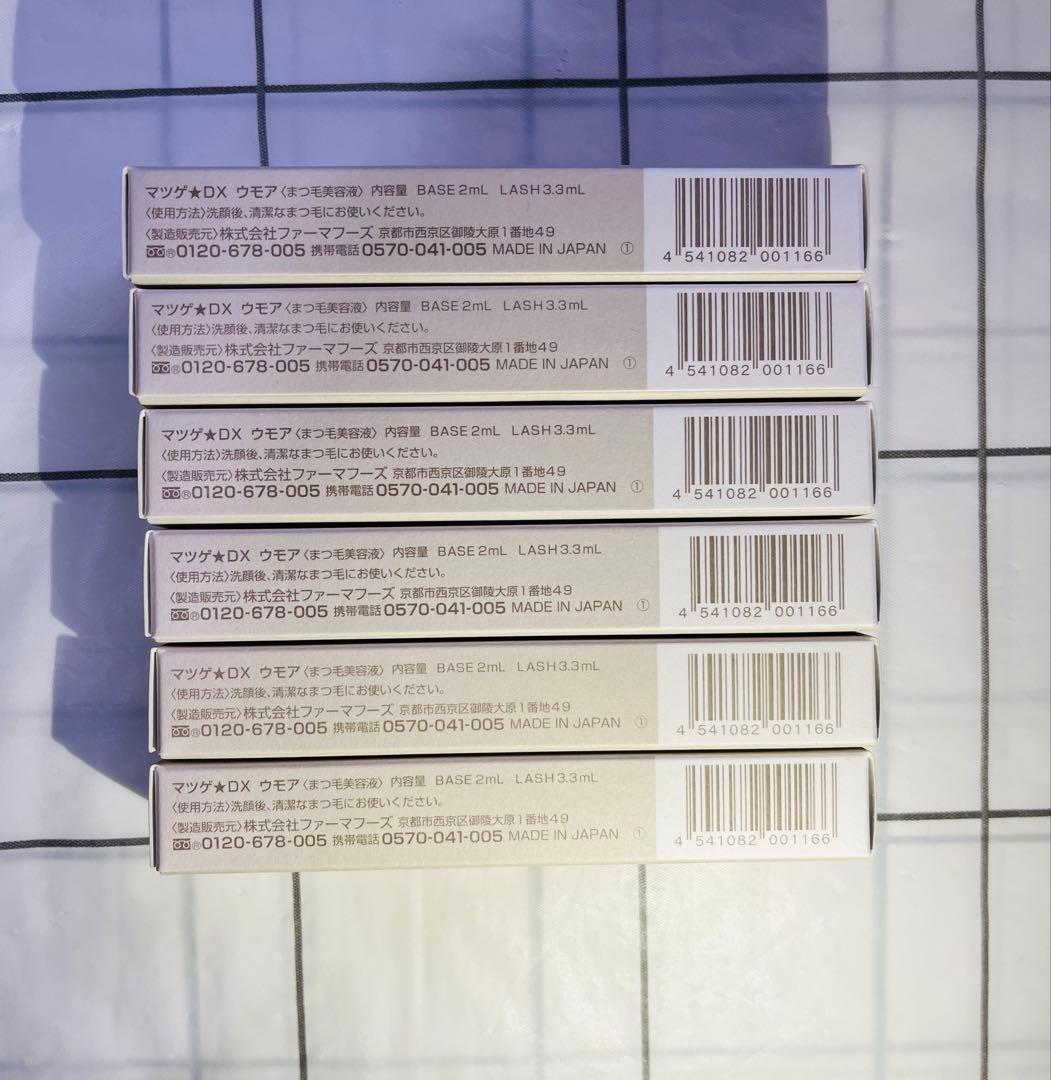 マツゲ★DX ウモア〈まつ毛美容液〉内容量 BASE 2mL LASH 3.3mL
〈使用方法〉洗顔後、清潔なまつ毛にお使いください。
〈製造販売元〉株式会社ファーマフーズ 京都市西京区御陵大原1番地49
®0120-678-005 携帯電話 0570-041-005 MADE IN JAPAN ①
4 541082 001166
マツゲ★DX ウモア〈まつ毛美容液〉内容量 BASE 2mL LASH 3.3mL
〈使用方法〉洗顔後、清潔なまつ毛にお使いください。
〈製造販売元〉株式会社ファーマフーズ 京都市西京区御陵大原1番地49
®0120-678-005 携帯電話 0570-041-005 MADE IN JAPAN ①
4 541082 001166
マツゲ★DX ウモア〈まつ毛美容液〉内容量 BASE 2mL LASH 3.3mL
〈使用方法〉洗顔後、清潔なまつ毛にお使いください。
〈製造販売元〉株式会社ファーマフーズ 京都市西京区御陵大原1番地49
®0120-678-005 携帯電話 0570-041-005 MADE IN JAPAN ①
4 541082 001166
マツゲ★DX ウモア〈まつ毛美容液〉内容量 BASE 2mL LASH 3.3mL
〈使用方法〉洗顔後、清潔なまつ毛にお使いください。
〈製造販売元〉株式会社ファーマフーズ 京都市西京区御陵大原1番地49
®0120-678-005 携帯電話 0570-041-005 MADE IN JAPAN ①
4 541082 001166
マツゲ★DX ウモア〈まつ毛美容液〉内容量 BASE 2mL LASH 3.3mL
〈使用方法〉洗顔後、清潔なまつ毛にお使いください。
〈製造販売元〉株式会社ファーマフーズ 京都市西京区御陵大原1番地49
®0120-678-005 携帯電話 0570-041-005 MADE IN JAPAN ①
4 541082 001166
マツゲ★DX ウモア〈まつ毛美容液〉内容量 BASE 2mL LASH 3.3mL
〈使用方法〉洗顔後、清潔なまつ毛にお使いください。
〈製造販売元〉株式会社ファーマフーズ 京都市西京区御陵大原1番地49
®0120-678-005 携帯電話 0570-041-005 MADE IN JAPAN ①
4 541082 001166